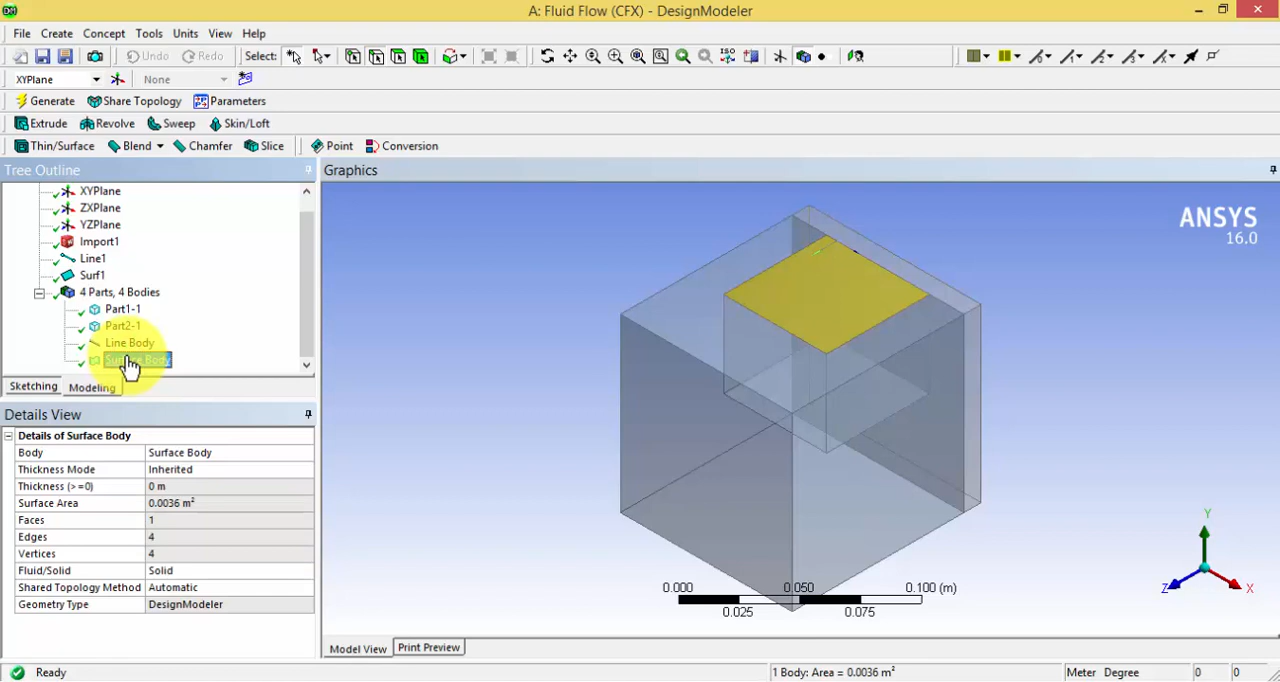 A: Fluid Flow (CFX) - DesignModeler
File Create Concept Tools Units View Help
Undo Redo Select:
XYPlane None
Generate Share Topology Parameters
Extrude Revolve Sweep Skin/Loft
Thin/Surface Blend Chamfer Slice Point Conversion
Tree Outline
Graphics
XYPlane
ZXPlane
YZPlane
Import1
Line1
Surf1
4 Parts, 4 Bodies
Part1-1
Part2-1
Line Body
Surface Body
Sketching Modeling
Details View
Details of Surface Body
Body Surface Body
Thickness Mode Inherited
Thickness (>=0) 0 m
Surface Area 0.0036 m²
Faces 1
Edges 4
Vertices 4
Fluid/Solid Solid
Shared Topology Method Automatic
Geometry Type DesignModeler
ANSYS
16.0
Y
Z
X
0.000 0.050 0.100 (m)
0.025 0.075
Model View Print Preview
Ready 1 Body: Area = 0.0036 m² Meter Degree 0 0